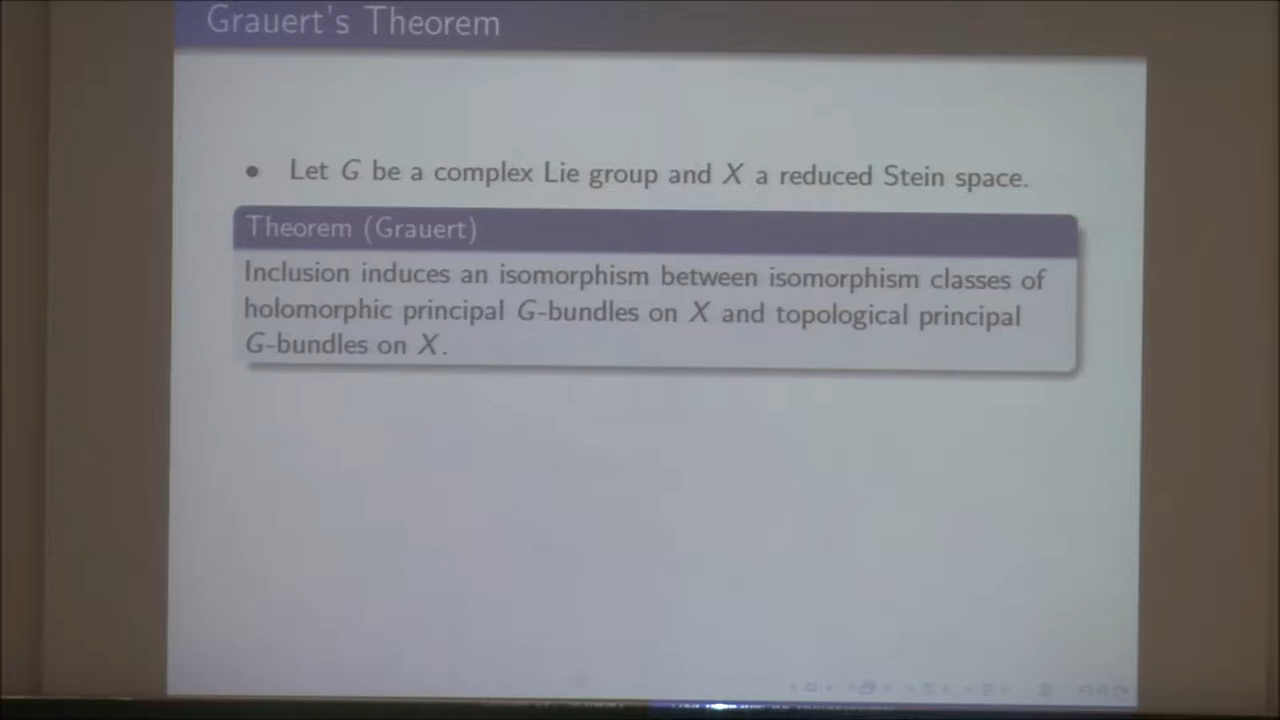 Grauert's Theorem
• Let G be a complex Lie group and X a reduced Stein space.
Theorem (Grauert)
Inclusion induces an isomorphism between isomorphism classes of
holomorphic principal G-bundles on X and topological principal
G-bundles on X.